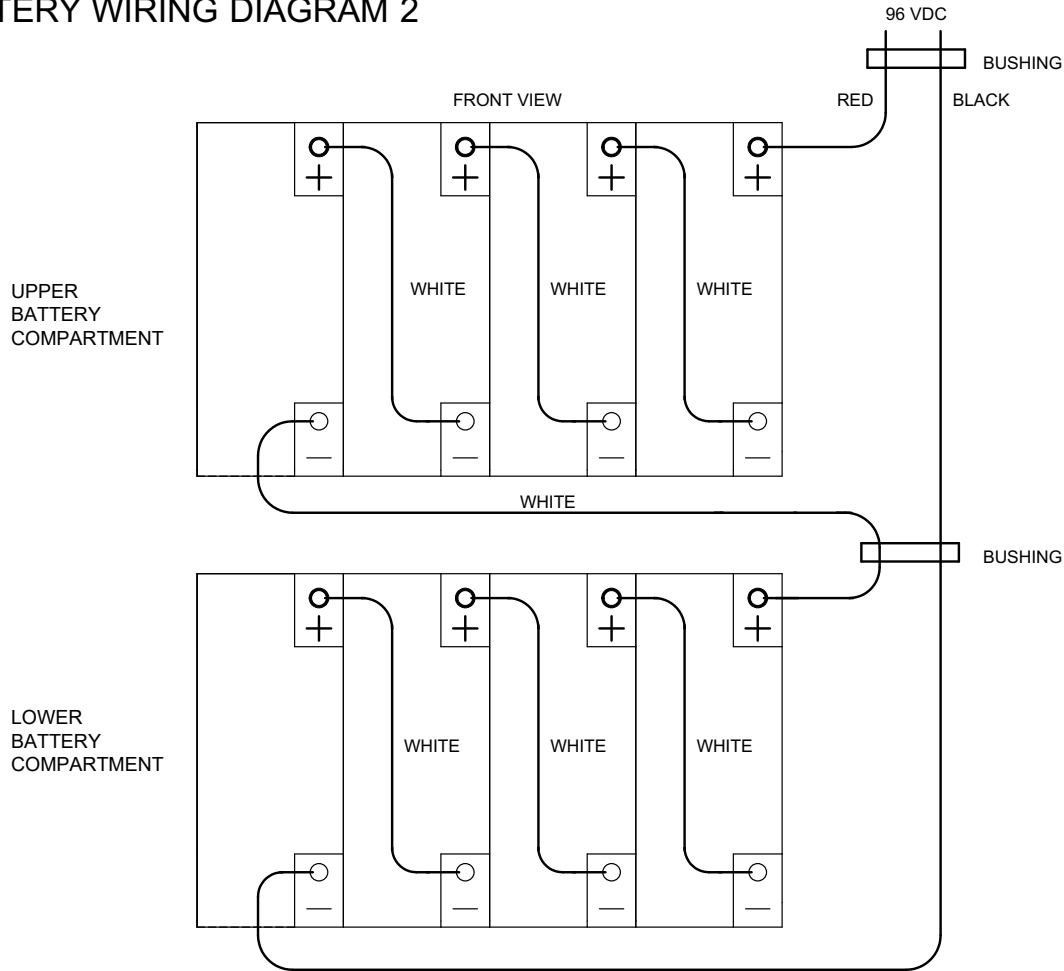 TERY WIRING DIAGRAM 2
96 VDC
BUSHING
FRONT VIEW
RED
BLACK
+
+
+
+
UPPER
BATTERY
COMPARTMENT
WHITE
WHITE
WHITE
—
—
—
—
WHITE
BUSHING
+
+
+
+
LOWER
BATTERY
COMPARTMENT
WHITE
WHITE
WHITE
—
—
—
—